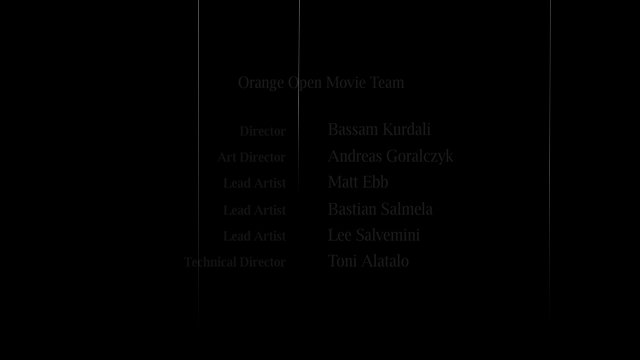 Orange Open Movie Team
Director Bassam Kurdali
Art Director Andreas Goralczyk
Lead Artist Matt Ebb
Lead Artist Bastian Salmela
Lead Artist Lee Salvemini
Technical Director Toni Alatalo